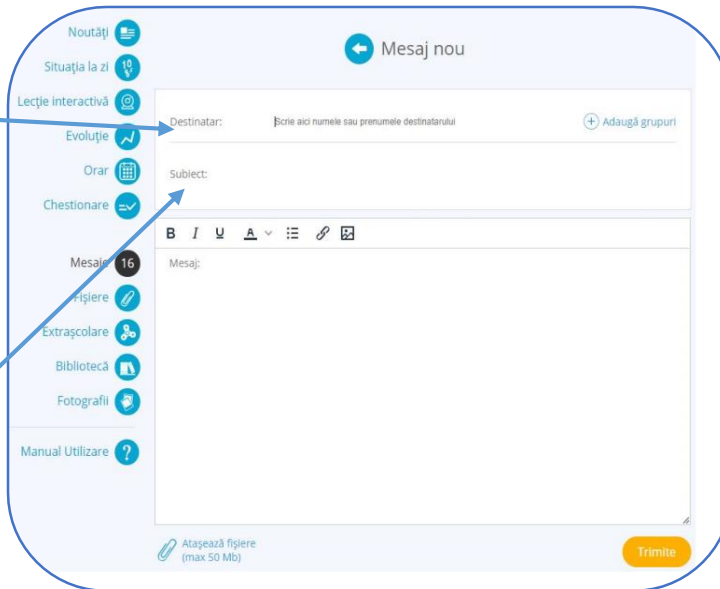 Noutăți
Situația la zi
Lecție interactivă
Evoluție
Orar
Chestionare
Mesaje 16
Fișiere
Extrașcolare
Bibliotecă
Fotografii
Manual Utilizare ?
Mesaj nou
Destinatar: Scrie aici numele sau prenumele destinatarului + Adaugă grupuri
Subiect:
B I U A
Mesaj:
Atașează fișiere
(max 50 Mb)
Trimite